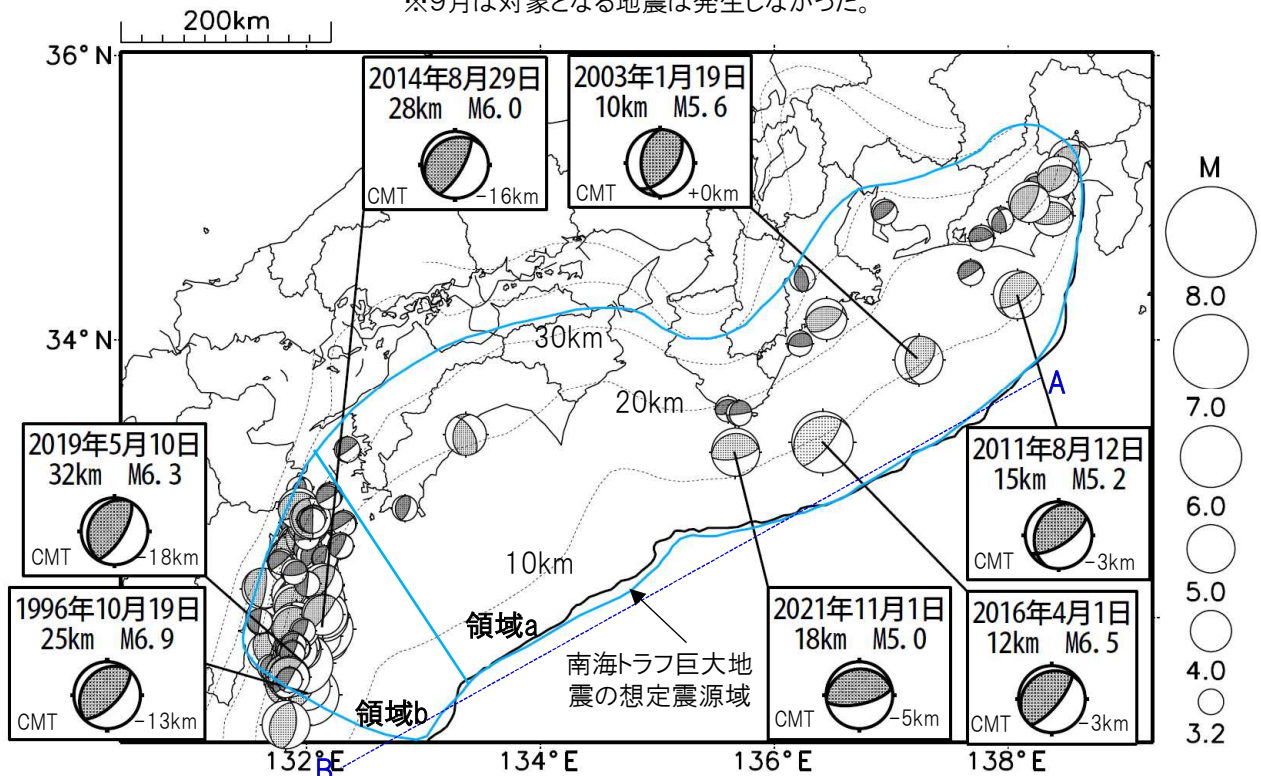 ※9月は対象となる地震は発生しなかった。
200km
36°N
2014年8月29日
28km M6.0
CMT
-16km
2003年1月19日
10km M5.6
CMT
+0km
M
8.0
7.0
6.0
5.0
4.0
3.2
34°N
30km
20km
10km
A
2019年5月10日
32km M6.3
CMT
-18km
2011年8月12日
15km M5.2
CMT
-3km
1996年10月19日
25km M6.9
CMT
-13km
領域a
領域b
南海トラフ巨大地
震の想定震源域
2021年11月1日
18km M5.0
CMT
-5km
2016年4月1日
12km M6.5
CMT
-3km
132°E
B
134°E
136°E
138°E